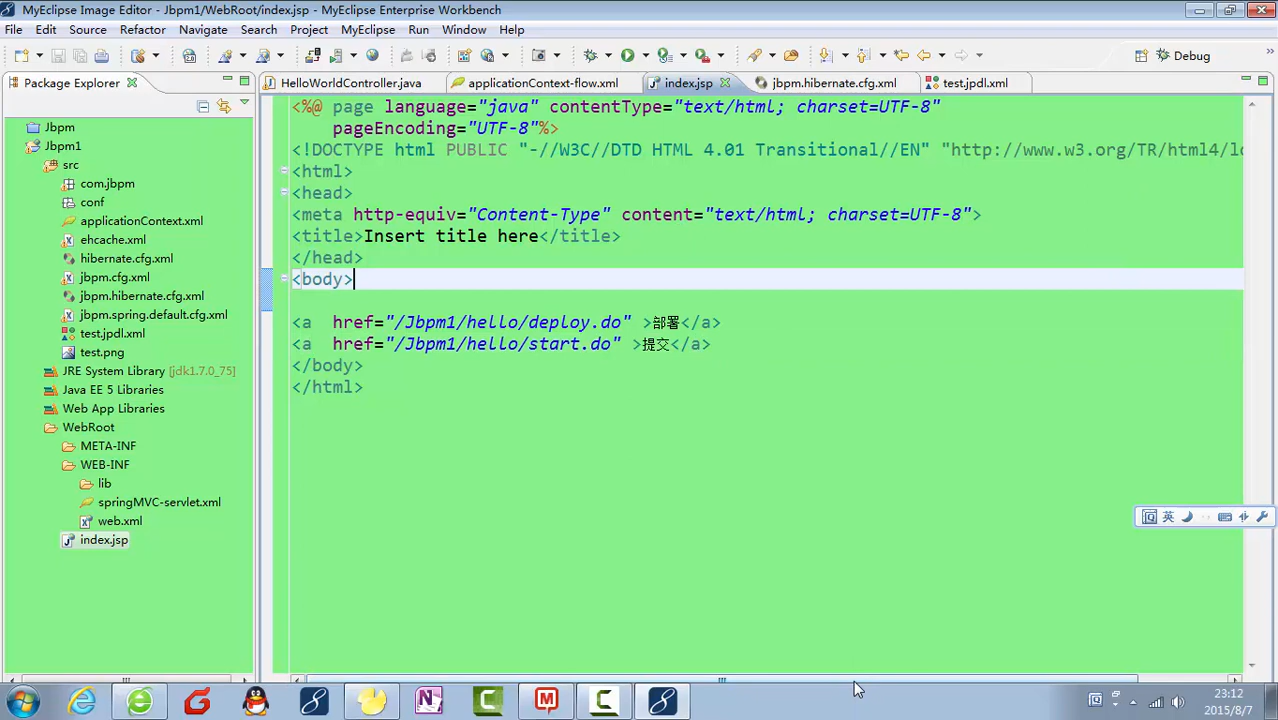 MyEclipse Image Editor - Jbpm1/WebRoot/index.jsp - MyEclipse Enterprise Workbench
File Edit Source Refactor Navigate Search Project MyEclipse Run Window Help
Debug
Package Explorer
HelloWorldController.java applicationContext-flow.xml index.jsp jbpm.hibernate.cfg.xml test.jpdl.xml
Jbpm
Jbpm1
src
com.jbpm
conf
applicationContext.xml
ehcache.xml
hibernate.cfg.xml
jbpm.cfg.xml
jbpm.hibernate.cfg.xml
jbpm.spring.default.cfg.xml
test.jpdl.xml
test.png
JRE System Library [jdk1.7.0_75]
Java EE 5 Libraries
Web App Libraries
WebRoot
META-INF
WEB-INF
lib
springMVC-servlet.xml
web.xml
index.jsp
<%@ page language="java" contentType="text/html; charset=UTF-8"
pageEncoding="UTF-8"%>
<!DOCTYPE html PUBLIC "-//W3C//DTD HTML 4.01 Transitional//EN" "http://www.w3.org/TR/html4/lo
<html>
<head>
<meta http-equiv="Content-Type" content="text/html; charset=UTF-8">
<title>Insert title here</title>
</head>
<body>
<a  href="/Jbpm1/hello/deploy.do" >部署</a>
<a  href="/Jbpm1/hello/start.do" >提交</a>
</body>
</html>
英
23:12
2015/8/7